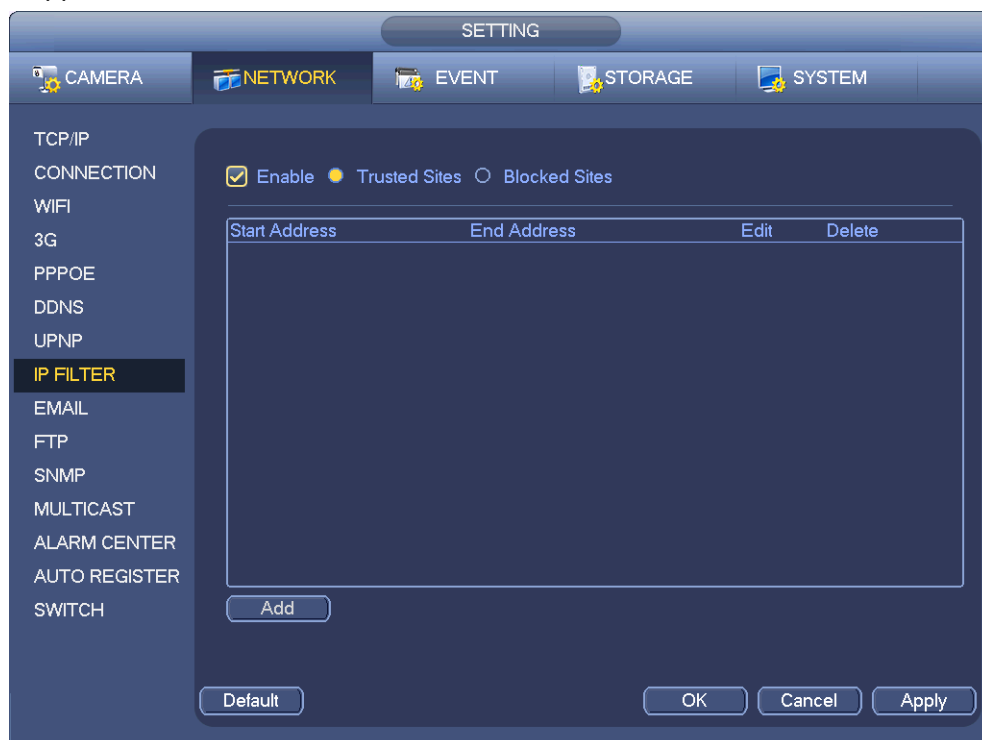 SETTING
CAMERA NETWORK EVENT STORAGE SYSTEM
TCP/IP
CONNECTION
WIFI
3G
PPPOE
DDNS
UPNP
IP FILTER
EMAIL
FTP
SNMP
MULTICAST
ALARM CENTER
AUTO REGISTER
SWITCH
Enable Trusted Sites Blocked Sites
Start Address End Address Edit Delete
Add
Default OK Cancel Apply